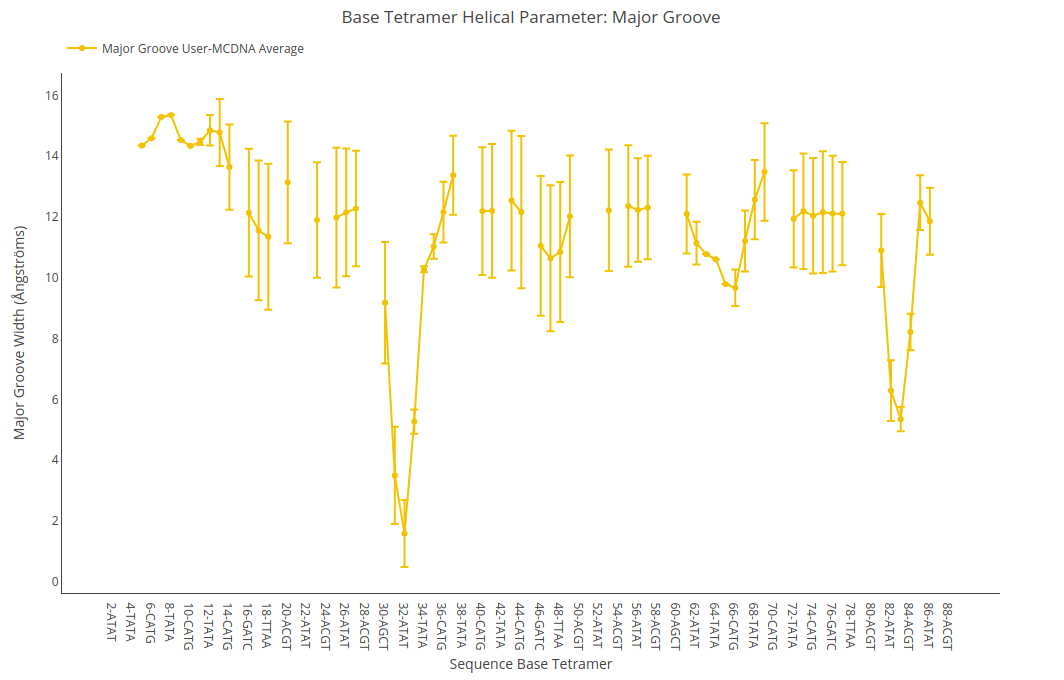 Base Tetramer Helical Parameter: Major Groove
Major Groove User-MCDNA Average
Major Groove Width (Ångströms)
16
14
12
10
8
6
4
2
0
2-ATAT
4-TATA
6-CATG
8-TATA
10-CATG
12-TATA
14-CATG
16-GATC
18-TTAA
20-ACGT
22-ATAT
24-ACGT
26-ATAT
28-ACGT
30-AGCT
32-ATAT
34-TATA
36-CATG
38-TATA
40-CATG
42-TATA
44-CATG
46-GATC
48-TTAA
50-ACGT
52-ATAT
54-ACGT
56-ATAT
58-ACGT
60-AGCT
62-ATAT
64-TATA
66-CATG
68-TATA
70-CATG
72-TATA
74-CATG
76-GATC
78-TTAA
80-ACGT
82-ATAT
84-ACGT
86-ATAT
88-ACGT
Sequence Base Tetramer